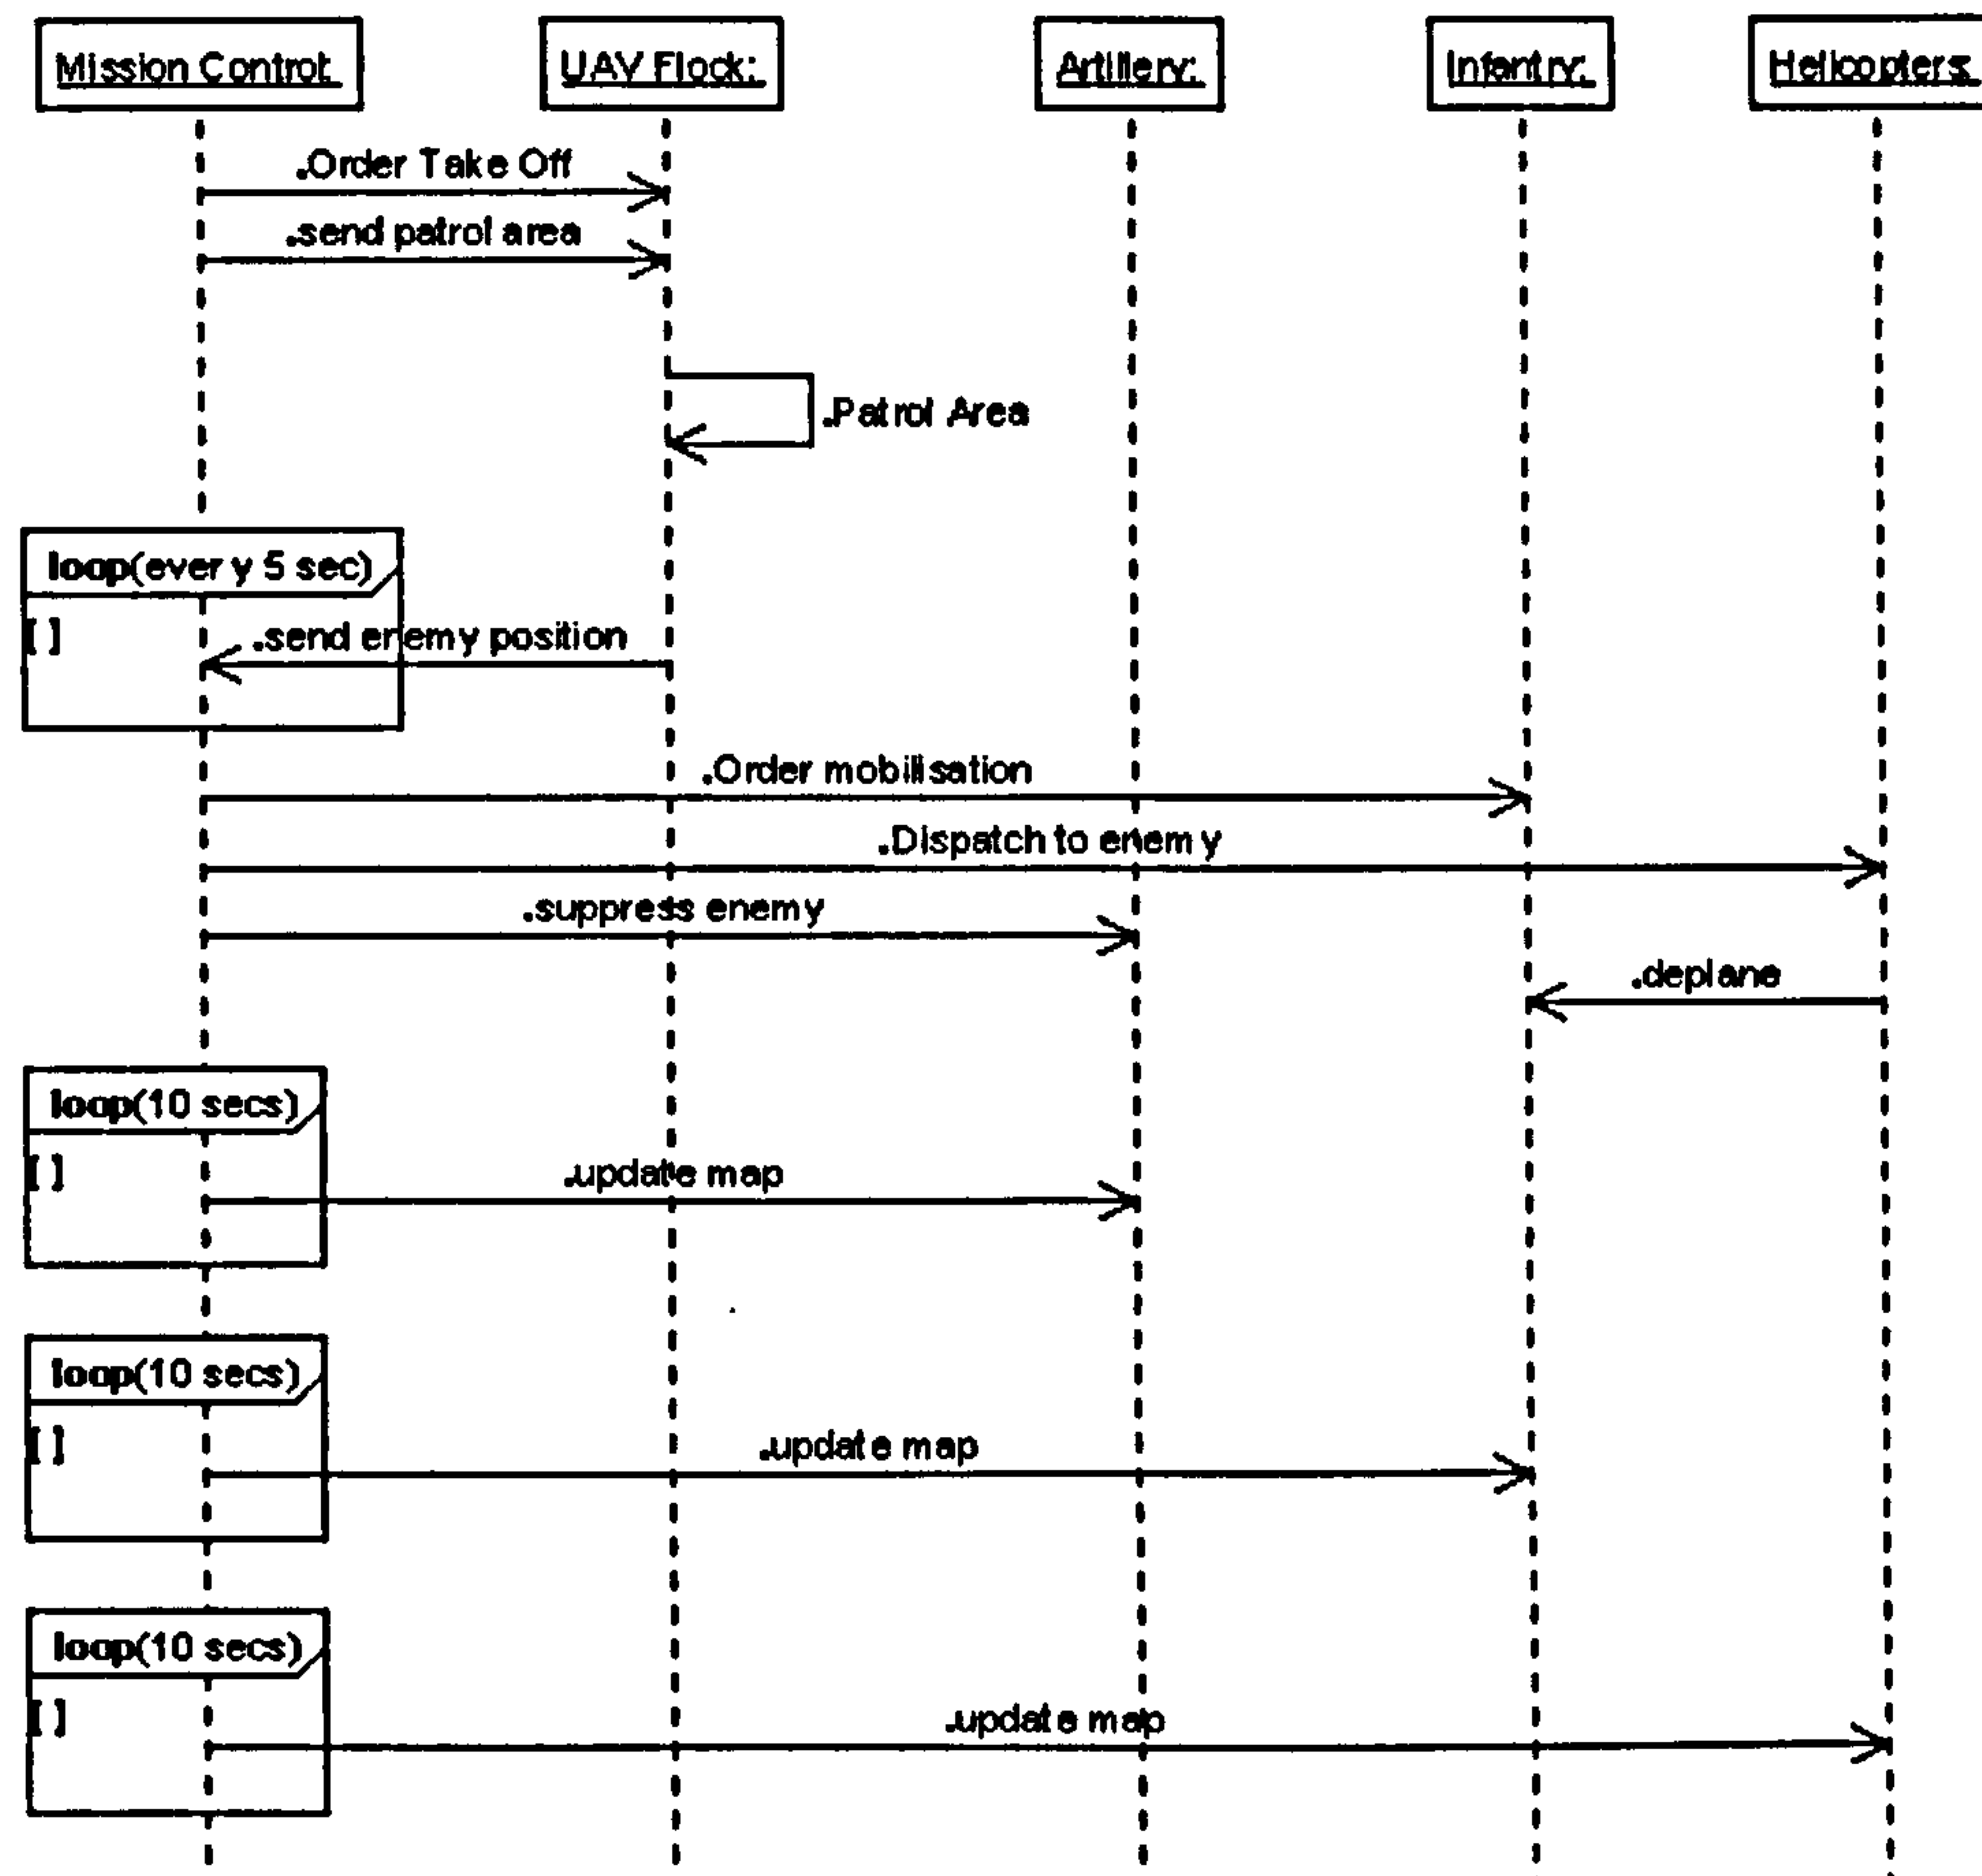 Mission Control:
UAV Flock:
Artillery:
Infantry:
Helicopters
.Order Take Off
.send patrol area
.Patrol Area
loop(every 5 sec)
[ ]
.send enemy position
.Order mobilisation
.Dispatch to enemy
.suppress enemy
.deplane
loop(10 secs)
[ ]
.update map
loop(10 secs)
[ ]
.update map
loop(10 secs)
[ ]
.update map